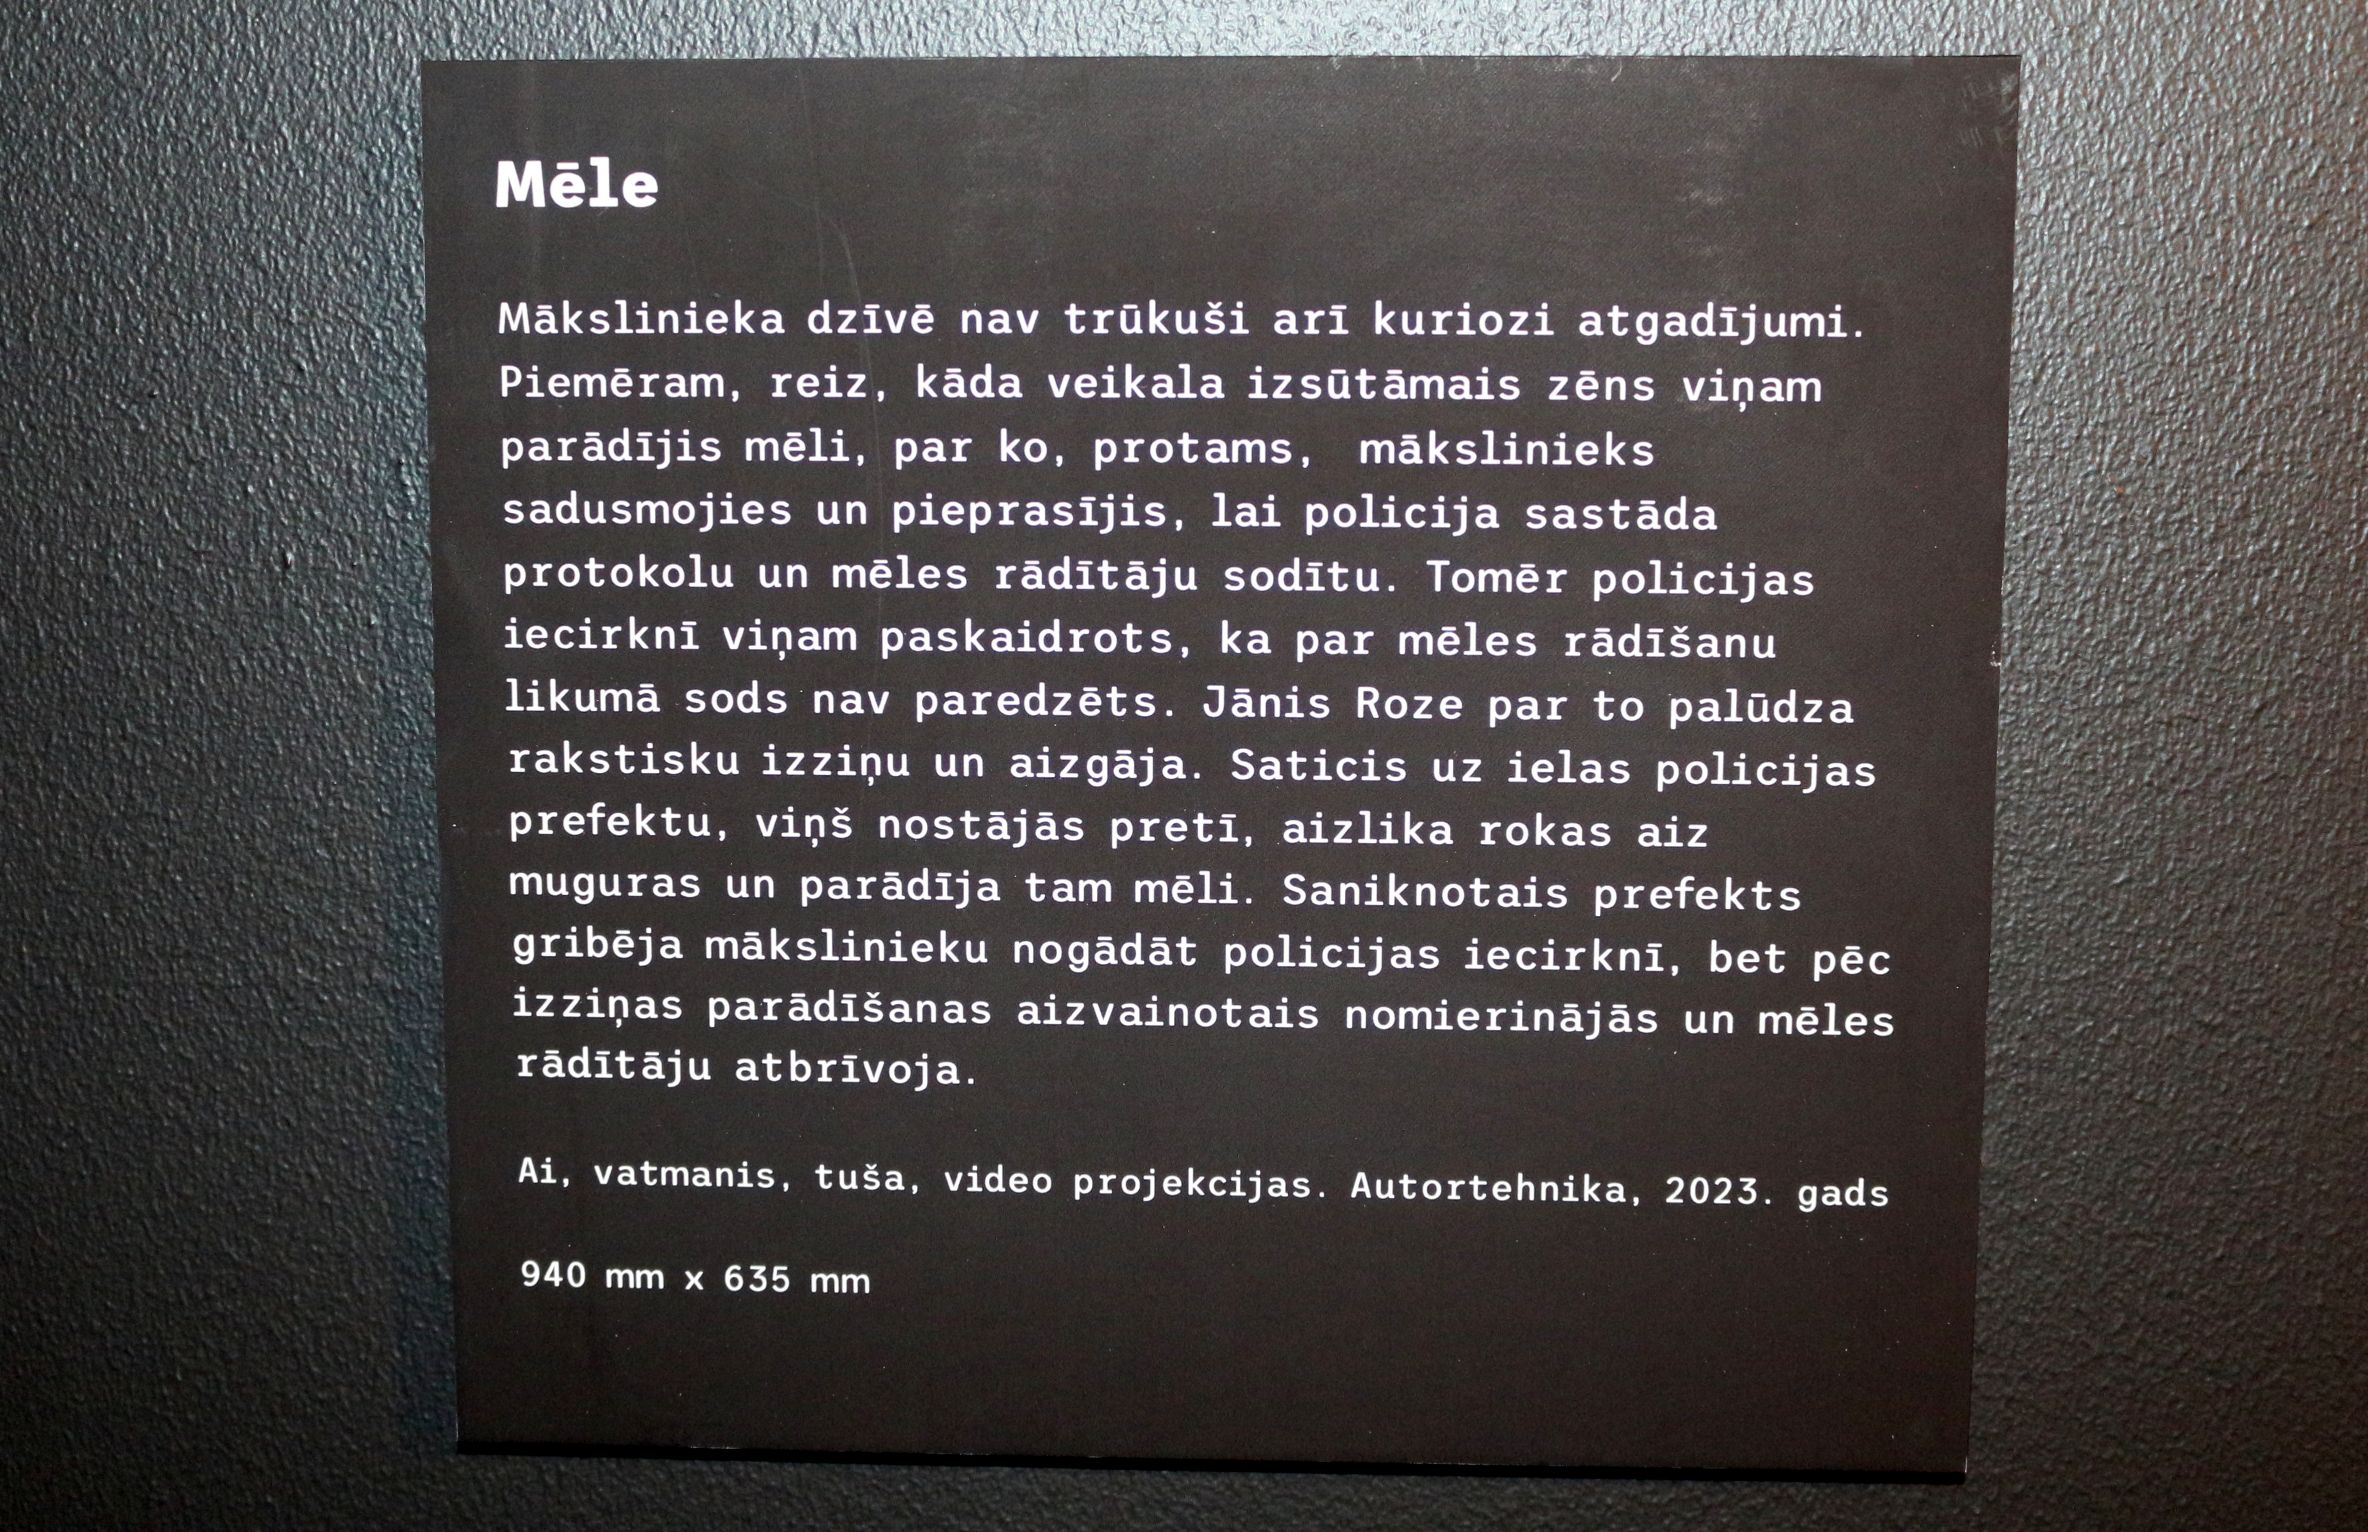 Mēle
Mākslinieka dzīvē nav trūkuši arī kuriozi atgadījumi.
Piemēram, reiz, kāda veikala izsūtāmais zēns viņam
parādījis mēli, par ko, protams,  mākslinieks
sadusmojies un pieprasījis, lai policija sastāda
protokolu un mēles rādītāju sodītu. Tomēr policijas
iecirknī viņam paskaidrots, ka par mēles rādīšanu
likumā sods nav paredzēts. Jānis Roze par to palūdza
rakstisku izziņu un aizgāja. Saticis uz ielas policijas
prefektu, viņš nostājās pretī, aizlika rokas aiz
muguras un parādīja tam mēli. Saniknotais prefekts
gribēja mākslinieku nogādāt policijas iecirknī, bet pēc
izziņas parādīšanas aizvainotais nomierinājās un mēles
rādītāju atbrīvoja.
Ai, vatmanis, tuša, video projekcijas. Autortehnika, 2023. gads
940 mm x 635 mm